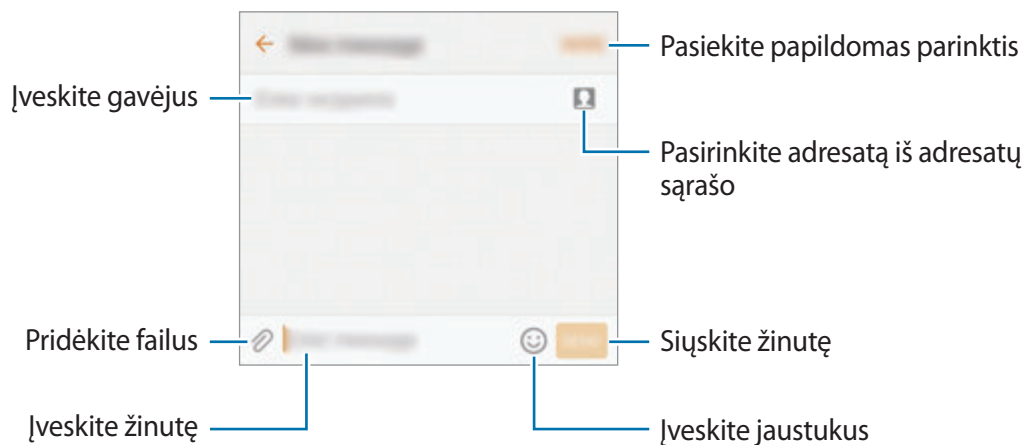 Pasiekite papildomas parinktis
Įveskite gavėjus
Pasirinkite adresatą iš adresatų
sąrašo
Pridėkite failus
Siųskite žinutę
Įveskite žinutę
Įveskite jaustukus